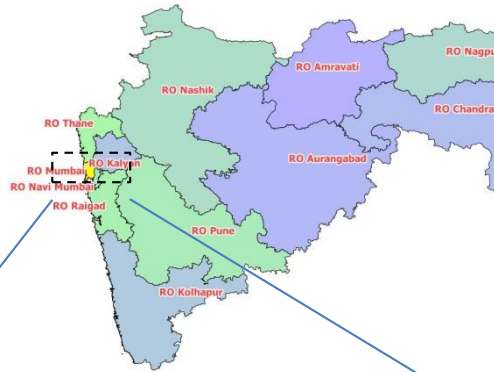 RO Nagpu
RO Amravati
RO Nashik
RO Chandra
RO Thane
RO Aurangabad
RO Kalyan
RO Mumbai
RO Navi Mumbai
RO Raigad
RO Pune
RO Kolhapur